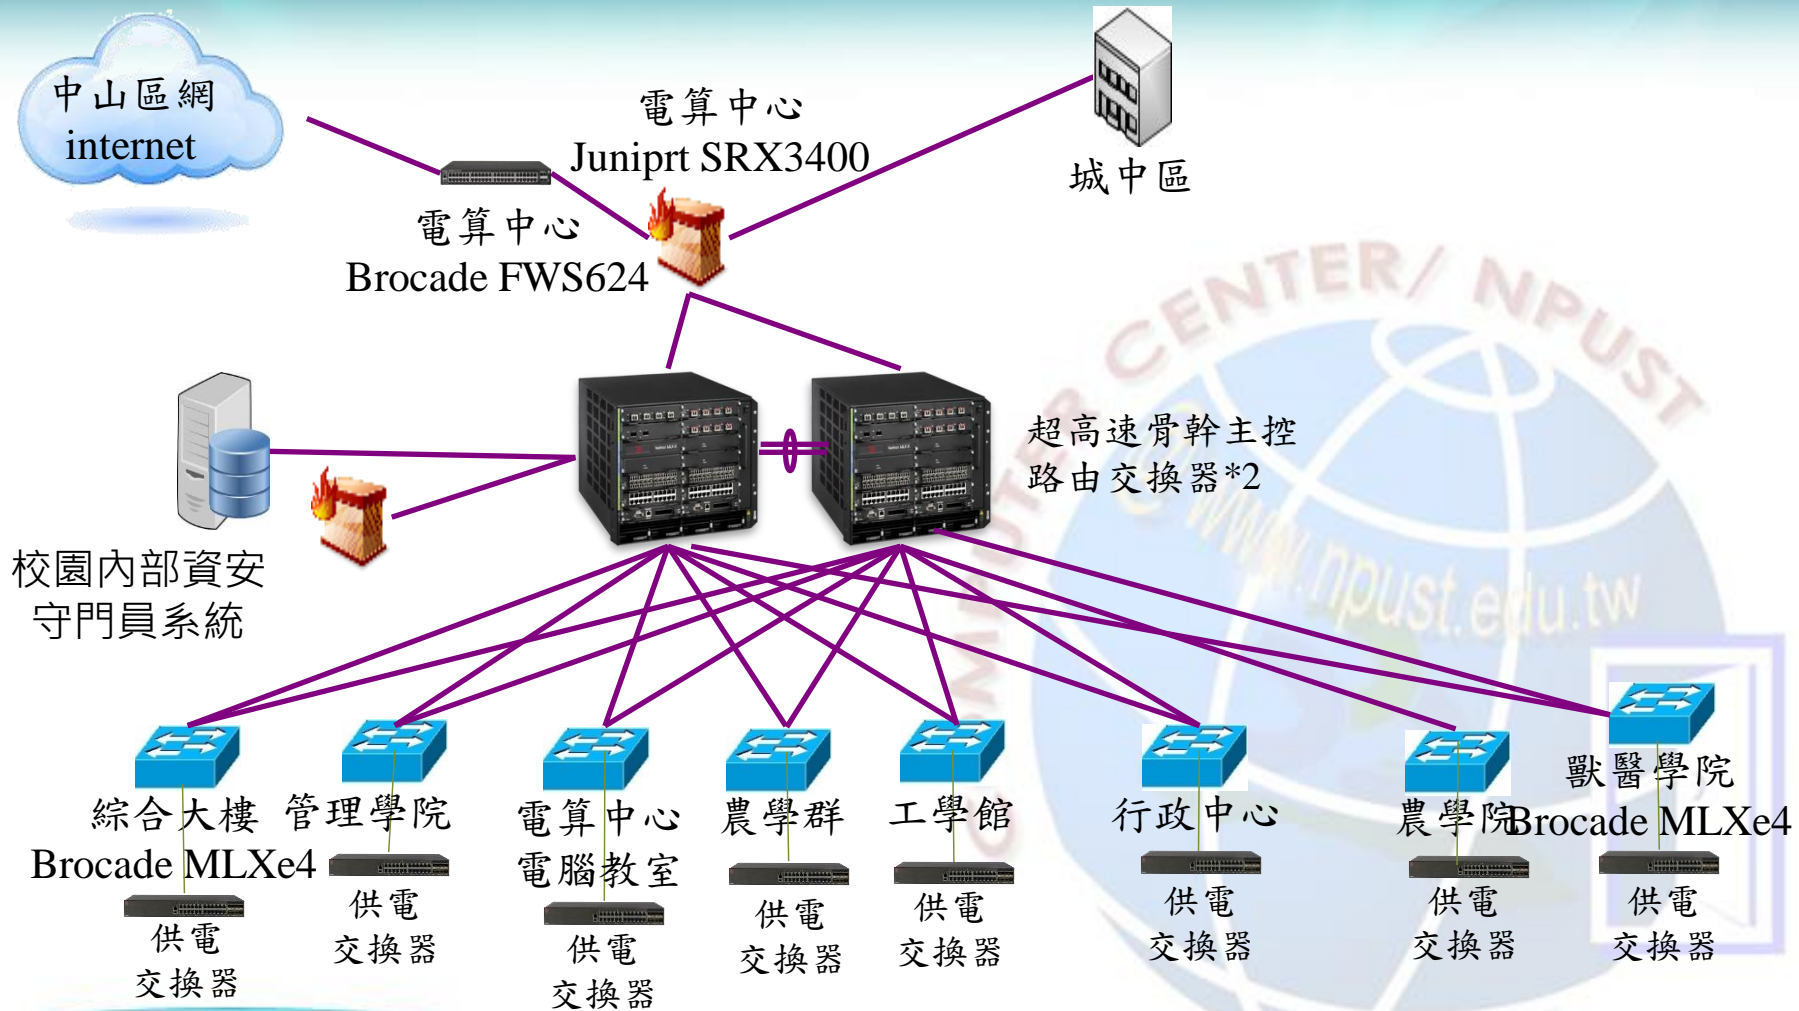 中山區網
internet
電算中心
Juniprt SRX3400
城中區
電算中心
Brocade FWS624
超高速骨幹主控
路由交換器*2
校園內部資安
守門員系統
綜合大樓
Brocade MLXe4
管理學院
電算中心
電腦教室
農學群
工學館
行政中心
農學院
獸醫學院
Brocade MLXe4
供電
交換器
供電
交換器
供電
交換器
供電
交換器
供電
交換器
供電
交換器
供電
交換器
供電
交換器
COMPUTER CENTER/ NPUST
@ www.npust.edu.tw